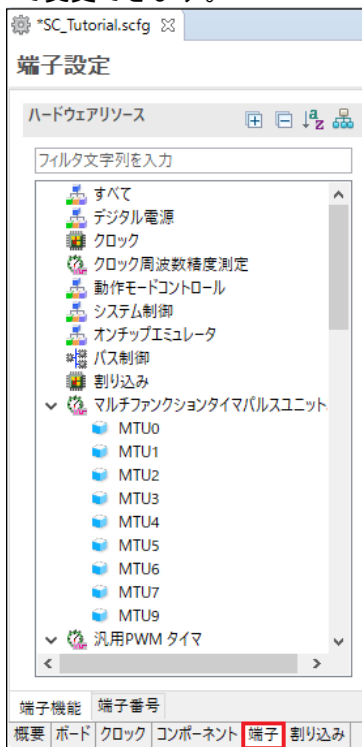 で変更できます。
*SC_Tutorial.scfg
端子設定
ハードウェアリソース
フィルタ文字列を入力
すべて
デジタル電源
クロック
クロック周波数精度測定
動作モードコントロール
システム制御
オンチップエミュレータ
バス制御
割り込み
マルチファンクションタイマパルスユニット
MTU0
MTU1
MTU2
MTU3
MTU4
MTU5
MTU6
MTU7
MTU9
汎用PWM タイマ
端子機能 端子番号
概要 ボード クロック コンポーネント 端子 割り込み